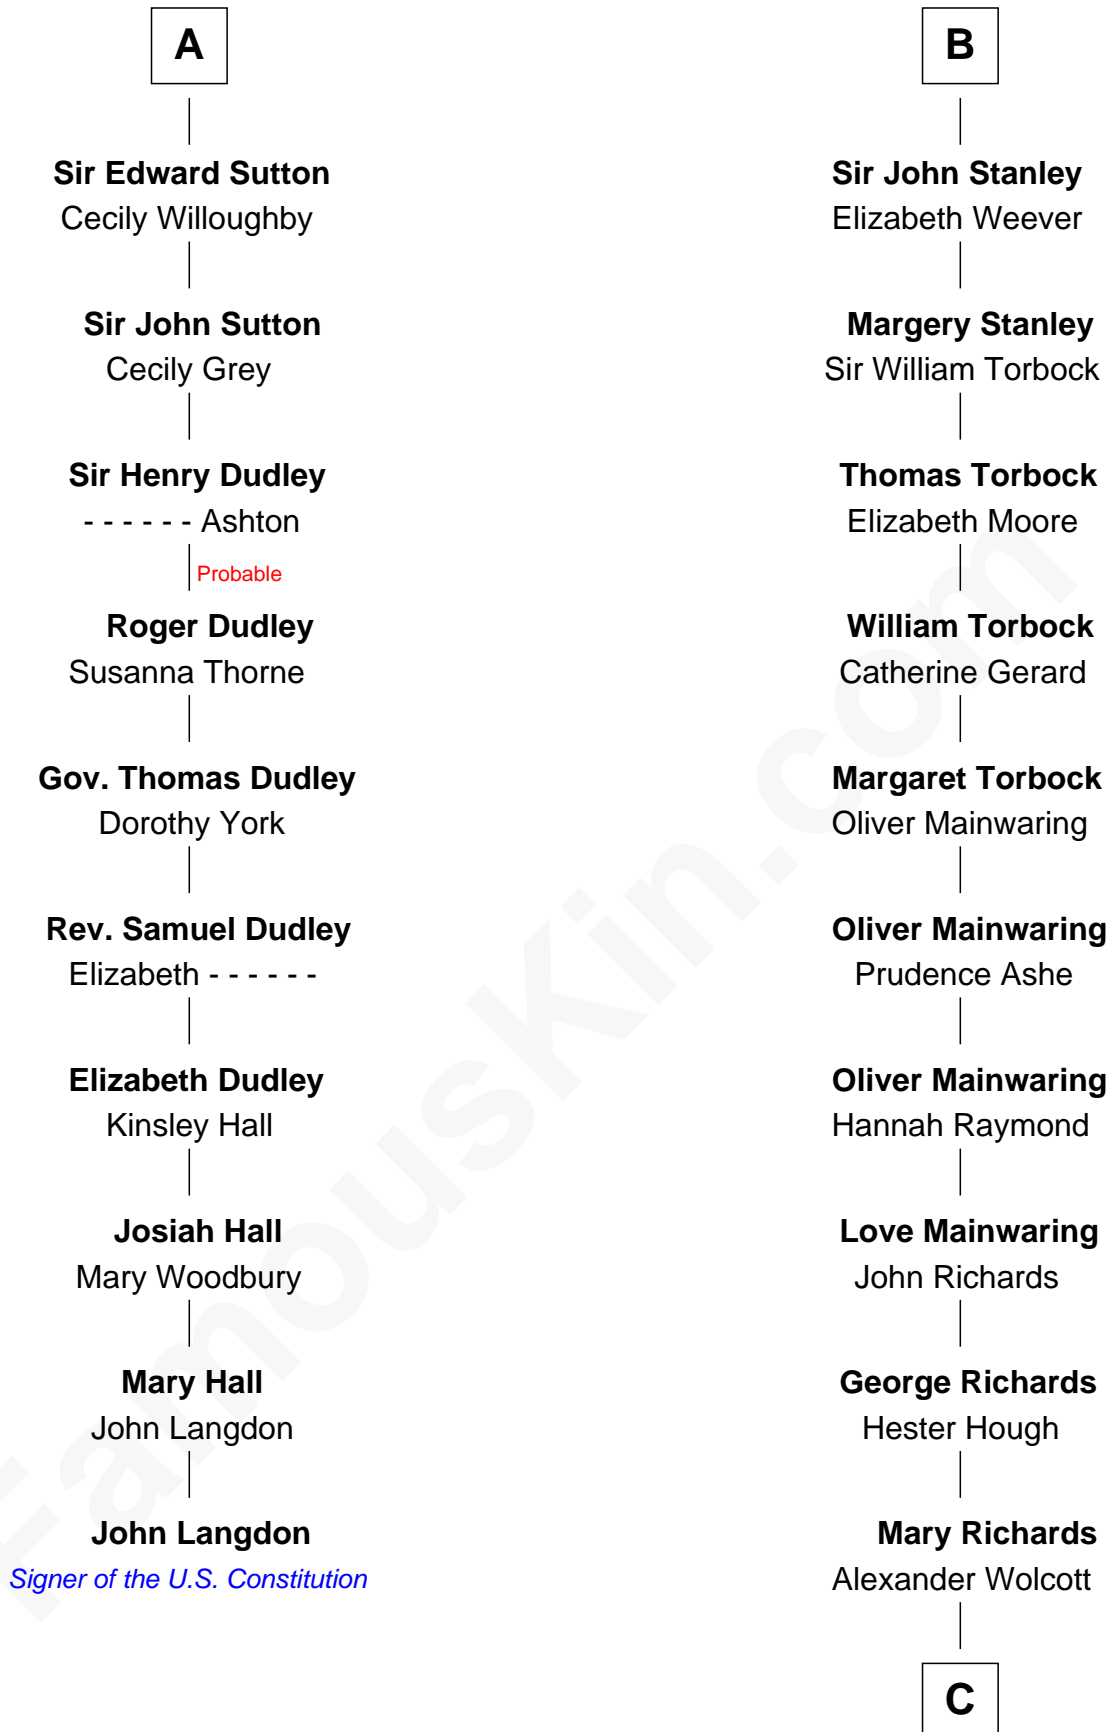 A
Sir Edward Sutton
Cecily Willoughby
Sir John Sutton
Cecily Grey
Sir Henry Dudley
- - - - - - Ashton
Probable
Roger Dudley
Susanna Thorne
Gov. Thomas Dudley
Dorothy York
Rev. Samuel Dudley
Elizabeth - - - - - -
Elizabeth Dudley
Kinsley Hall
Josiah Hall
Mary Woodbury
Mary Hall
John Langdon
John Langdon
Signer of the U.S. Constitution
B
Sir John Stanley
Elizabeth Weever
Margery Stanley
Sir William Torbock
Thomas Torbock
Elizabeth Moore
William Torbock
Catherine Gerard
Margaret Torbock
Oliver Mainwaring
Oliver Mainwaring
Prudence Ashe
Oliver Mainwaring
Hannah Raymond
Love Mainwaring
John Richards
George Richards
Hester Hough
Mary Richards
Alexander Wolcott
C
FamousKin.com